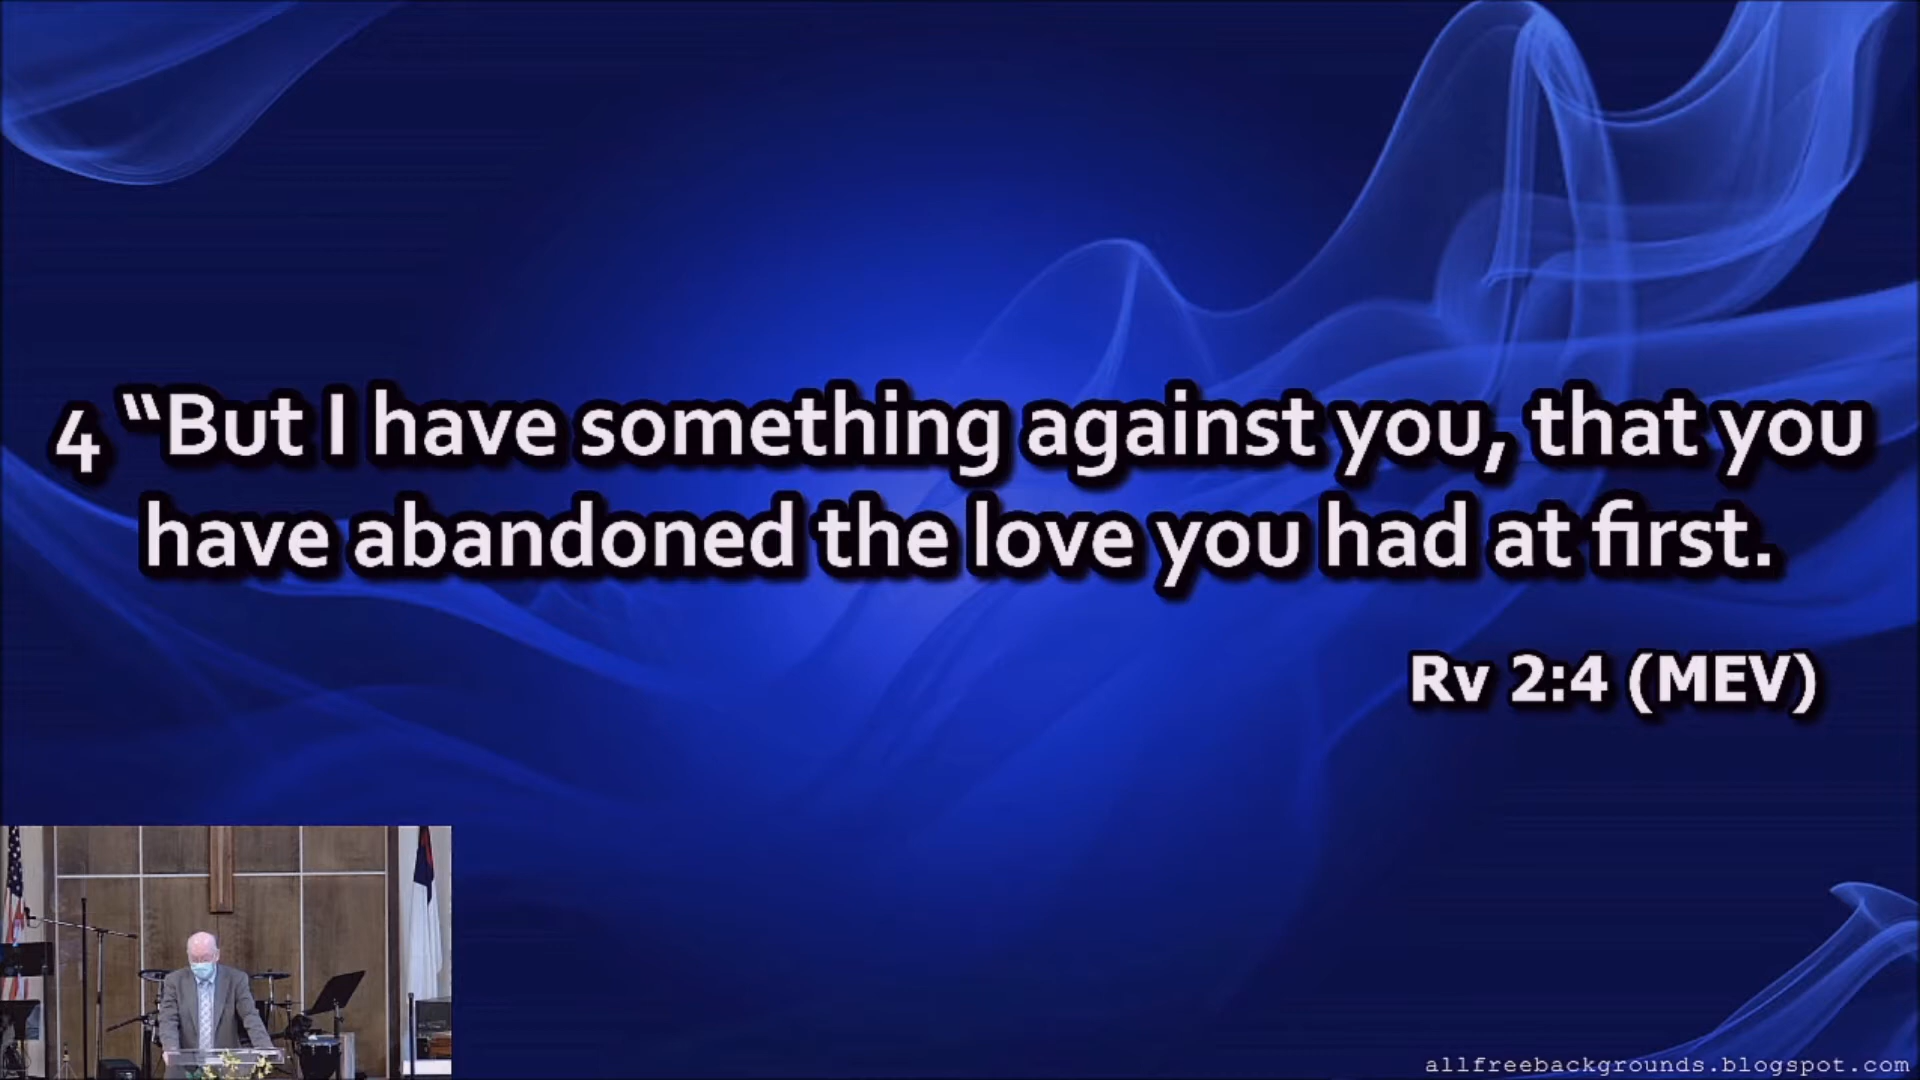 4 “But I have something against you, that you
have abandoned the love you had at first.
Rv 2:4 (MEV)
allfreebackgrounds.blogspot.com